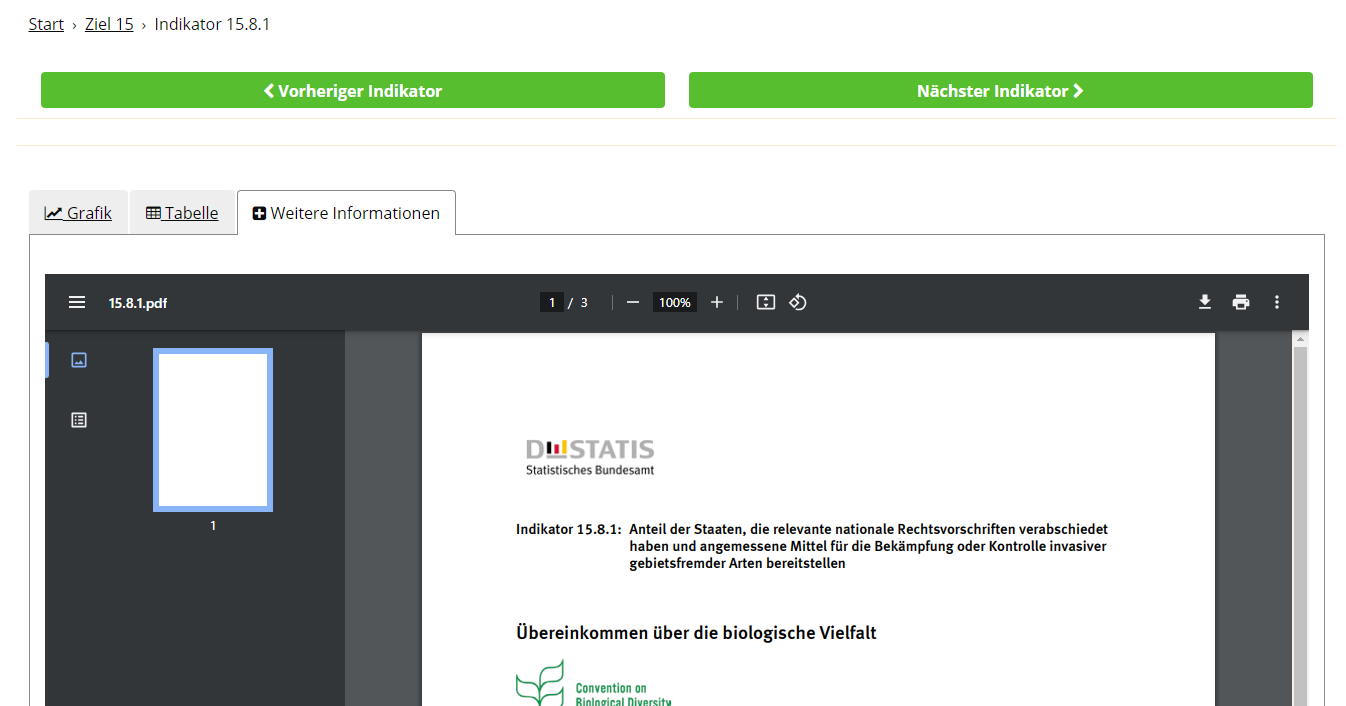 Start › Ziel 15 › Indikator 15.8.1
Vorheriger Indikator
Nächster Indikator
Grafik
Tabelle
Weitere Informationen
15.8.1.pdf
1 / 3
100%
1
D STATIS
Statistisches Bundesamt
Indikator 15.8.1: Anteil der Staaten, die relevante nationale Rechtsvorschriften verabschiedet
haben und angemessene Mittel für die Bekämpfung oder Kontrolle invasiver
gebietsfremder Arten bereitstellen
Übereinkommen über die biologische Vielfalt
Convention on
Biological Diversity